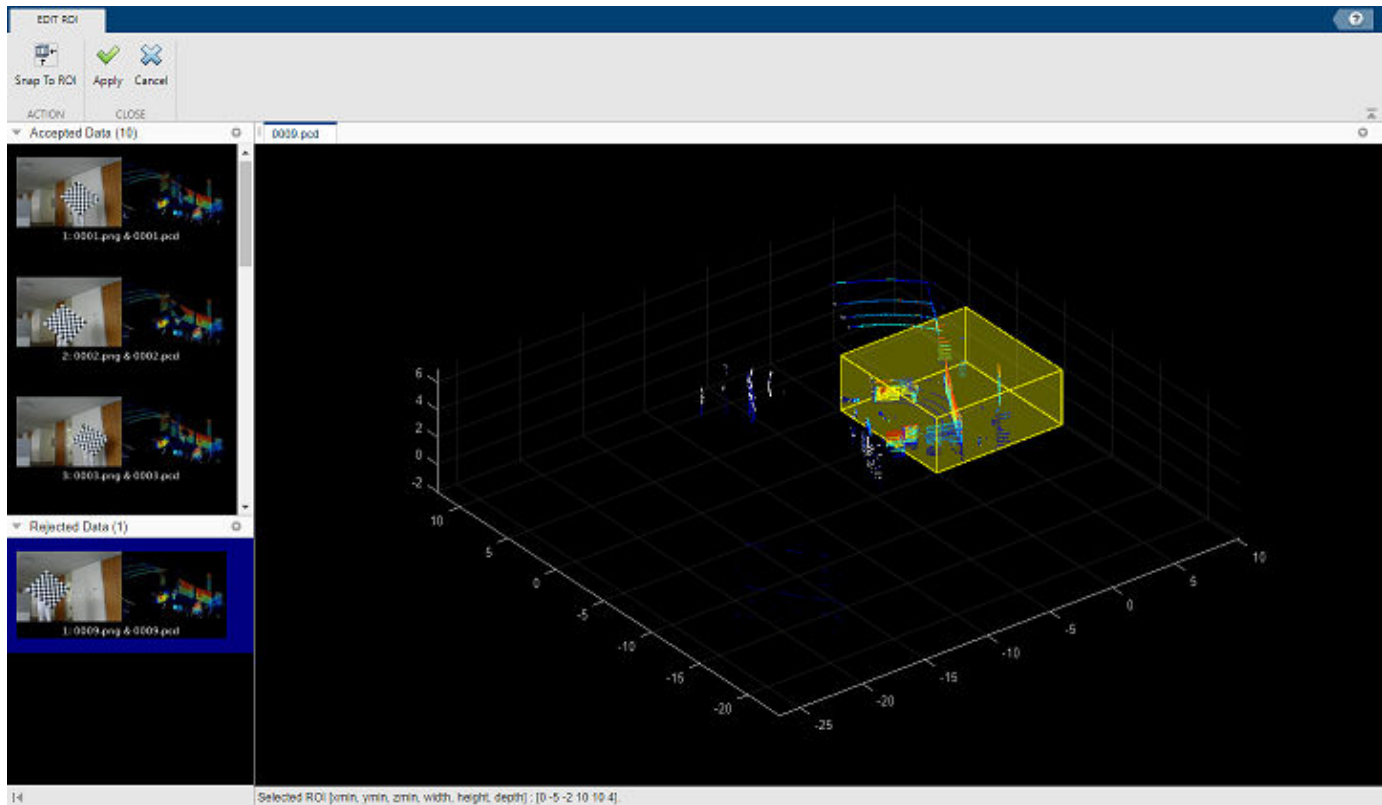 EDIT ROI
?
Snap To ROI
Apply
Cancel
ACTION
CLOSE
Accepted Data (10)
0009.pcd
1: 0001.png & 0001.pcd
2: 0002.png & 0002.pcd
3: 0003.png & 0003.pcd
Rejected Data (1)
1: 0009.png & 0009.pcd
6
4
2
0
-2
10
5
0
-5
-10
-15
-20
-25
-20
-15
-10
-5
0
5
10
Selected ROI [xmin, ymin, zmin, width, height, depth] : [0 -5 -2 10 10 4].